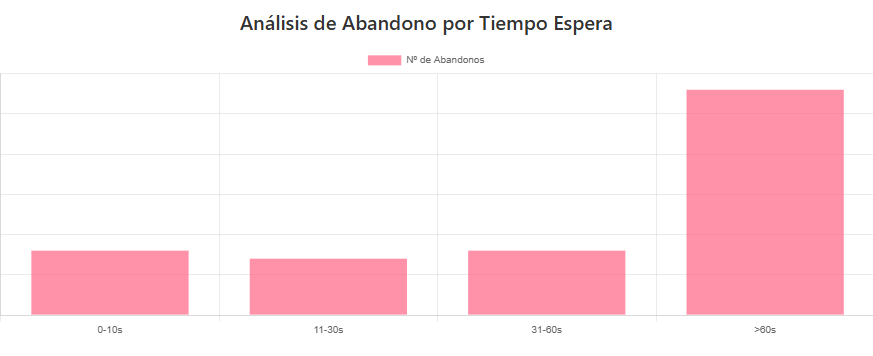 Análisis de Abandono por Tiempo Espera
Nº de Abandonos
0-10s
11-30s
31-60s
>60s